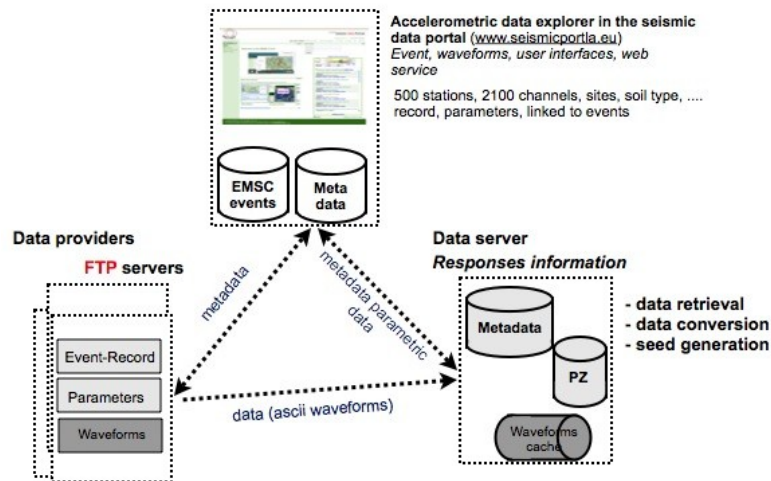 Accelerometric data explorer in the seismic
data portal (www.seismicportla.eu)
Event, waveforms, user interfaces, web
service
500 stations, 2100 channels, sites, soil type, ....
record, parameters, linked to events
EMSC
events
Meta
data
Data providers
FTP servers
Data server
Responses information
metadata
metadata parametric
data
Event-Record
Parameters
Waveforms
data (ascii waveforms)
Metadata
PZ
Waveforms
cache
- data retrieval
- data conversion
- seed generation